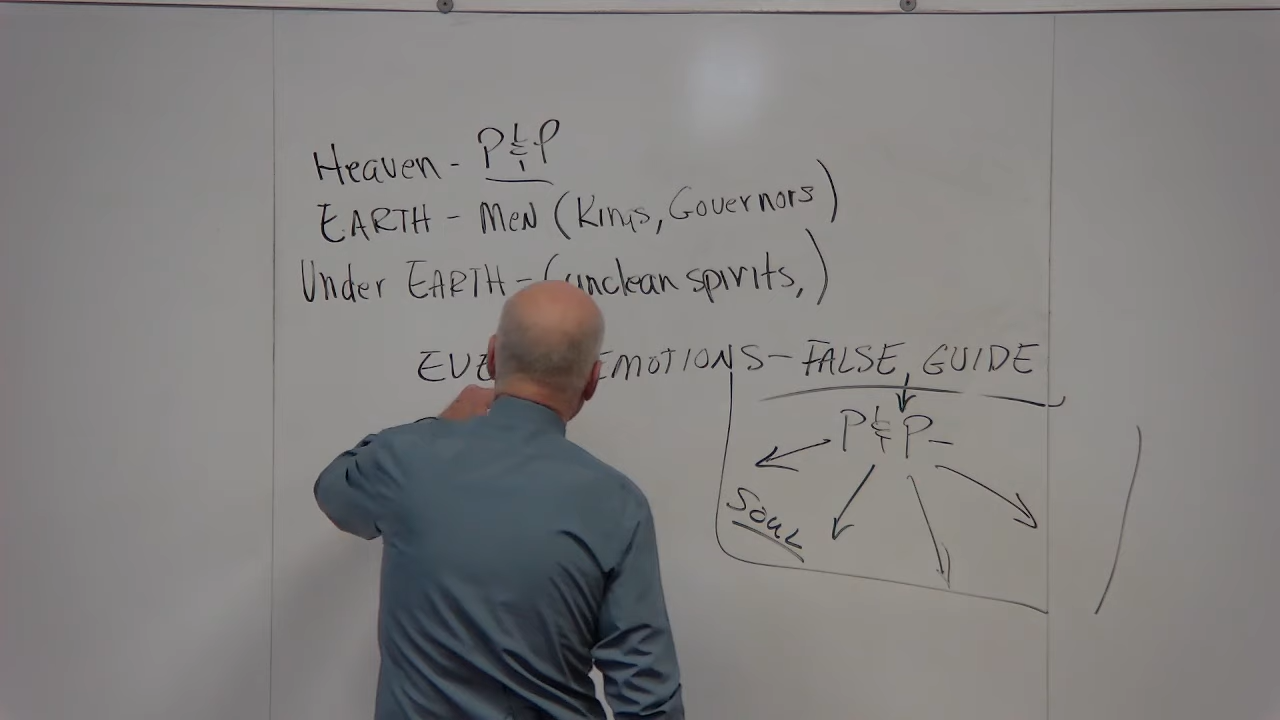 Heaven - P & P
EARTH - MEN (Kings, Governors)
Under EARTH - (unclean spirits,)
EMOTIONS - FALSE, GUIDE
P & P -
Soul